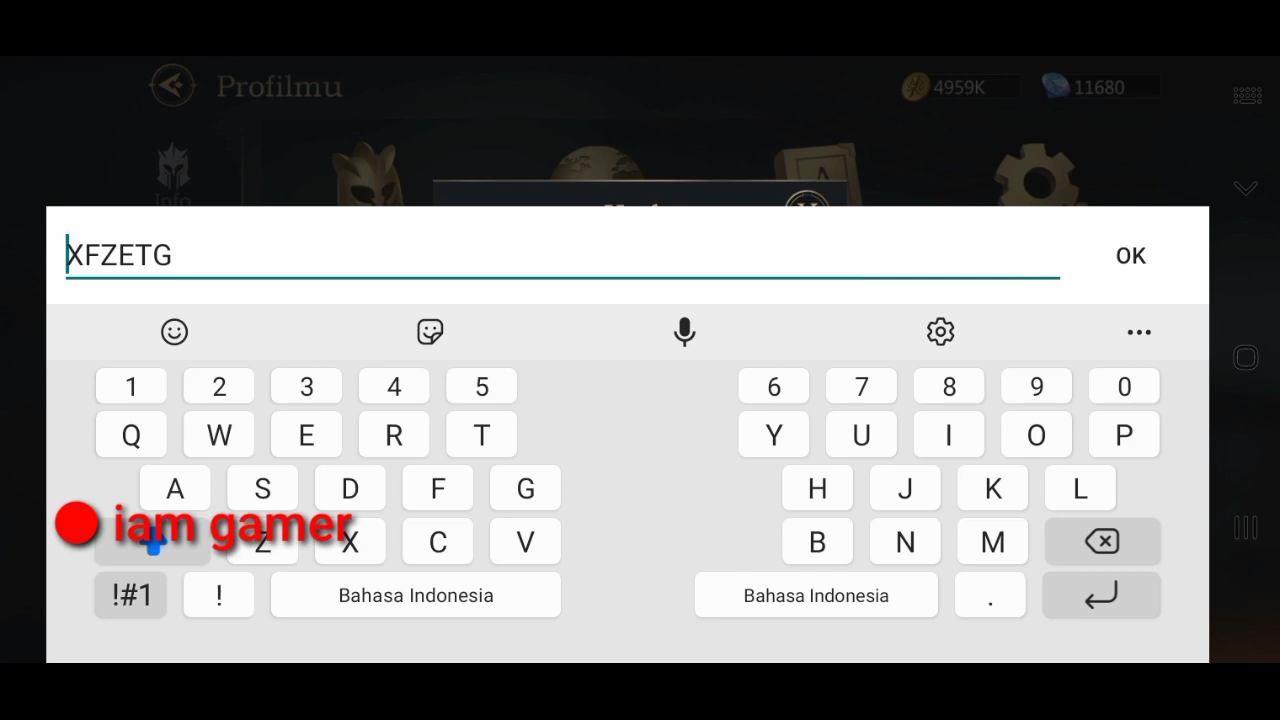 Profilmu
4959K
11680
Info
A
XFZETG
OK
1 2 3 4 5 6 7 8 9 0
Q W E R T Y U I O P
A S D F G H J K L
iam gamer
Z X C V B N M
!#1 ! Bahasa Indonesia Bahasa Indonesia .